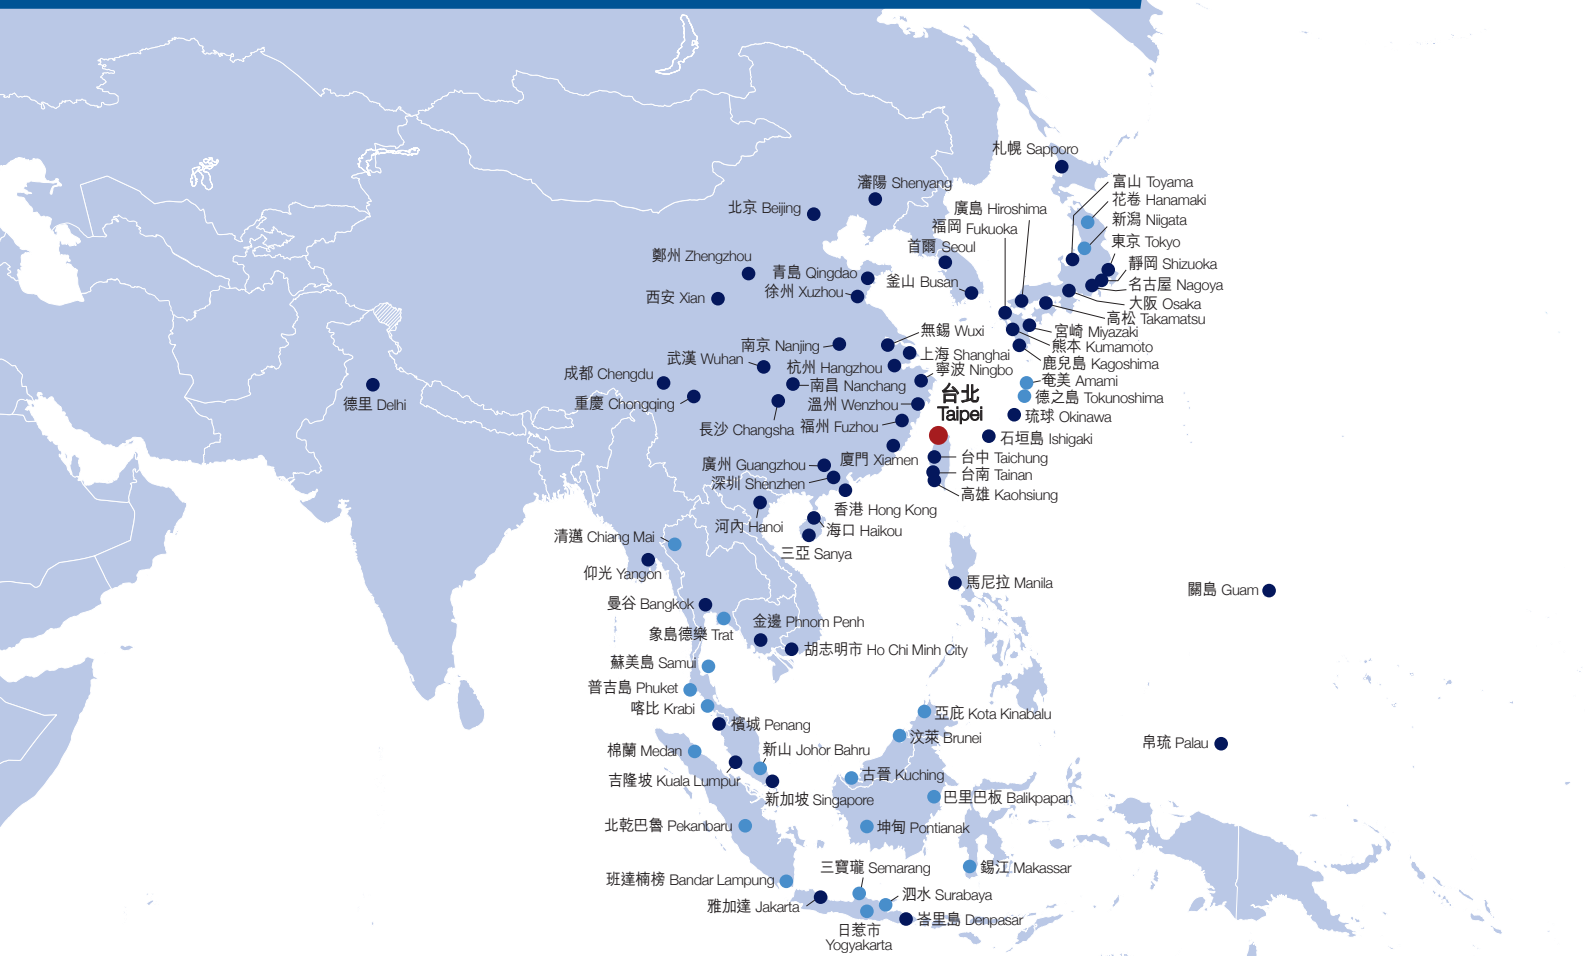 札幌 Sapporo
富山 Toyama
瀋陽 Shenyang
花卷 Hanamaki
北京 Beijing
廣島 Hiroshima
新潟 Niigata
福岡 Fukuoka
東京 Tokyo
首爾 Seoul
鄭州 Zhengzhou
靜岡 Shizuoka
青島 Qingdao
釜山 Busan
名古屋 Nagoya
徐州 Xuzhou
西安 Xian
大阪 Osaka
高松 Takamatsu
無錫 Wuxi
宮崎 Miyazaki
南京 Nanjing
熊本 Kumamoto
上海 Shanghai
武漢 Wuhan
杭州 Hangzhou
鹿兒島 Kagoshima
寧波 Ningbo
成都 Chengdu
奄美 Amami
南昌 Nanchang
台北
Taipei
德之島 Tokunoshima
德里 Delhi
重慶 Chongqing
溫州 Wenzhou
琉球 Okinawa
長沙 Changsha
福州 Fuzhou
石垣島 Ishigaki
廈門 Xiamen
台中 Taichung
廣州 Guangzhou
台南 Tainan
深圳 Shenzhen
高雄 Kaohsiung
香港 Hong Kong
河內 Hanoi
海口 Haikou
清邁 Chiang Mai
三亞 Sanya
仰光 Yangon
馬尼拉 Manila
關島 Guam
曼谷 Bangkok
金邊 Phnom Penh
象島德樂 Trat
胡志明市 Ho Chi Minh City
蘇美島 Samui
普吉島 Phuket
喀比 Krabi
亞庇 Kota Kinabalu
檳城 Penang
汶萊 Brunei
帛琉 Palau
棉蘭 Medan
新山 Johor Bahru
古晉 Kuching
吉隆坡 Kuala Lumpur
新加坡 Singapore
巴里巴板 Balikpapan
北乾巴魯 Pekanbaru
坤甸 Pontianak
三寶瓏 Semarang
錫江 Makassar
班達楠榜 Bandar Lampung
泗水 Surabaya
雅加達 Jakarta
峇里島 Denpasar
日惹市
Yogyakarta